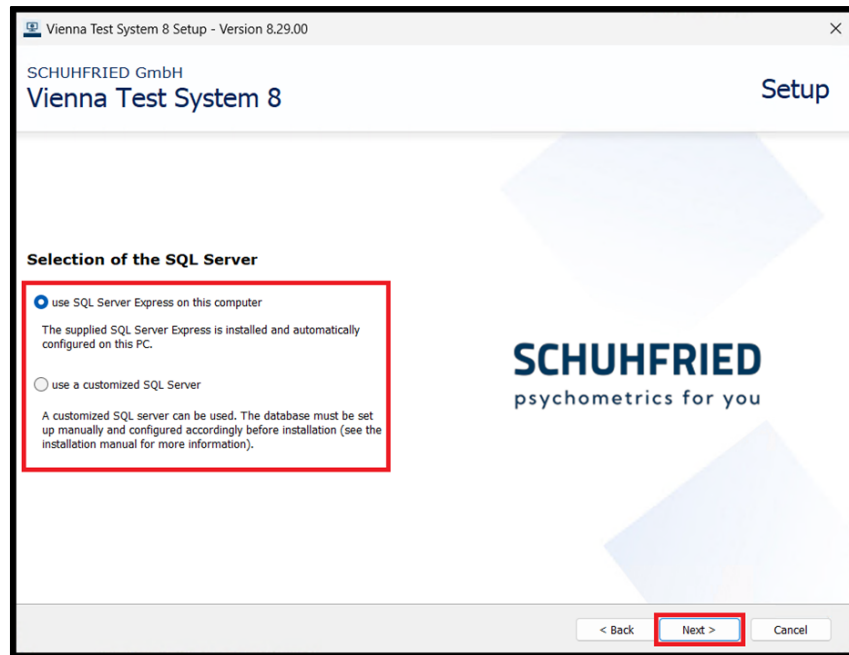 Vienna Test System 8 Setup - Version 8.29.00
SCHUHFRIED GmbH
Vienna Test System 8
Setup
Selection of the SQL Server
use SQL Server Express on this computer
The supplied SQL Server Express is installed and automatically
configured on this PC.
use a customized SQL Server
A customized SQL server can be used. The database must be set
up manually and configured accordingly before installation (see the
installation manual for more information).
SCHUHFRIED
psychometrics for you
< Back
Next >
Cancel